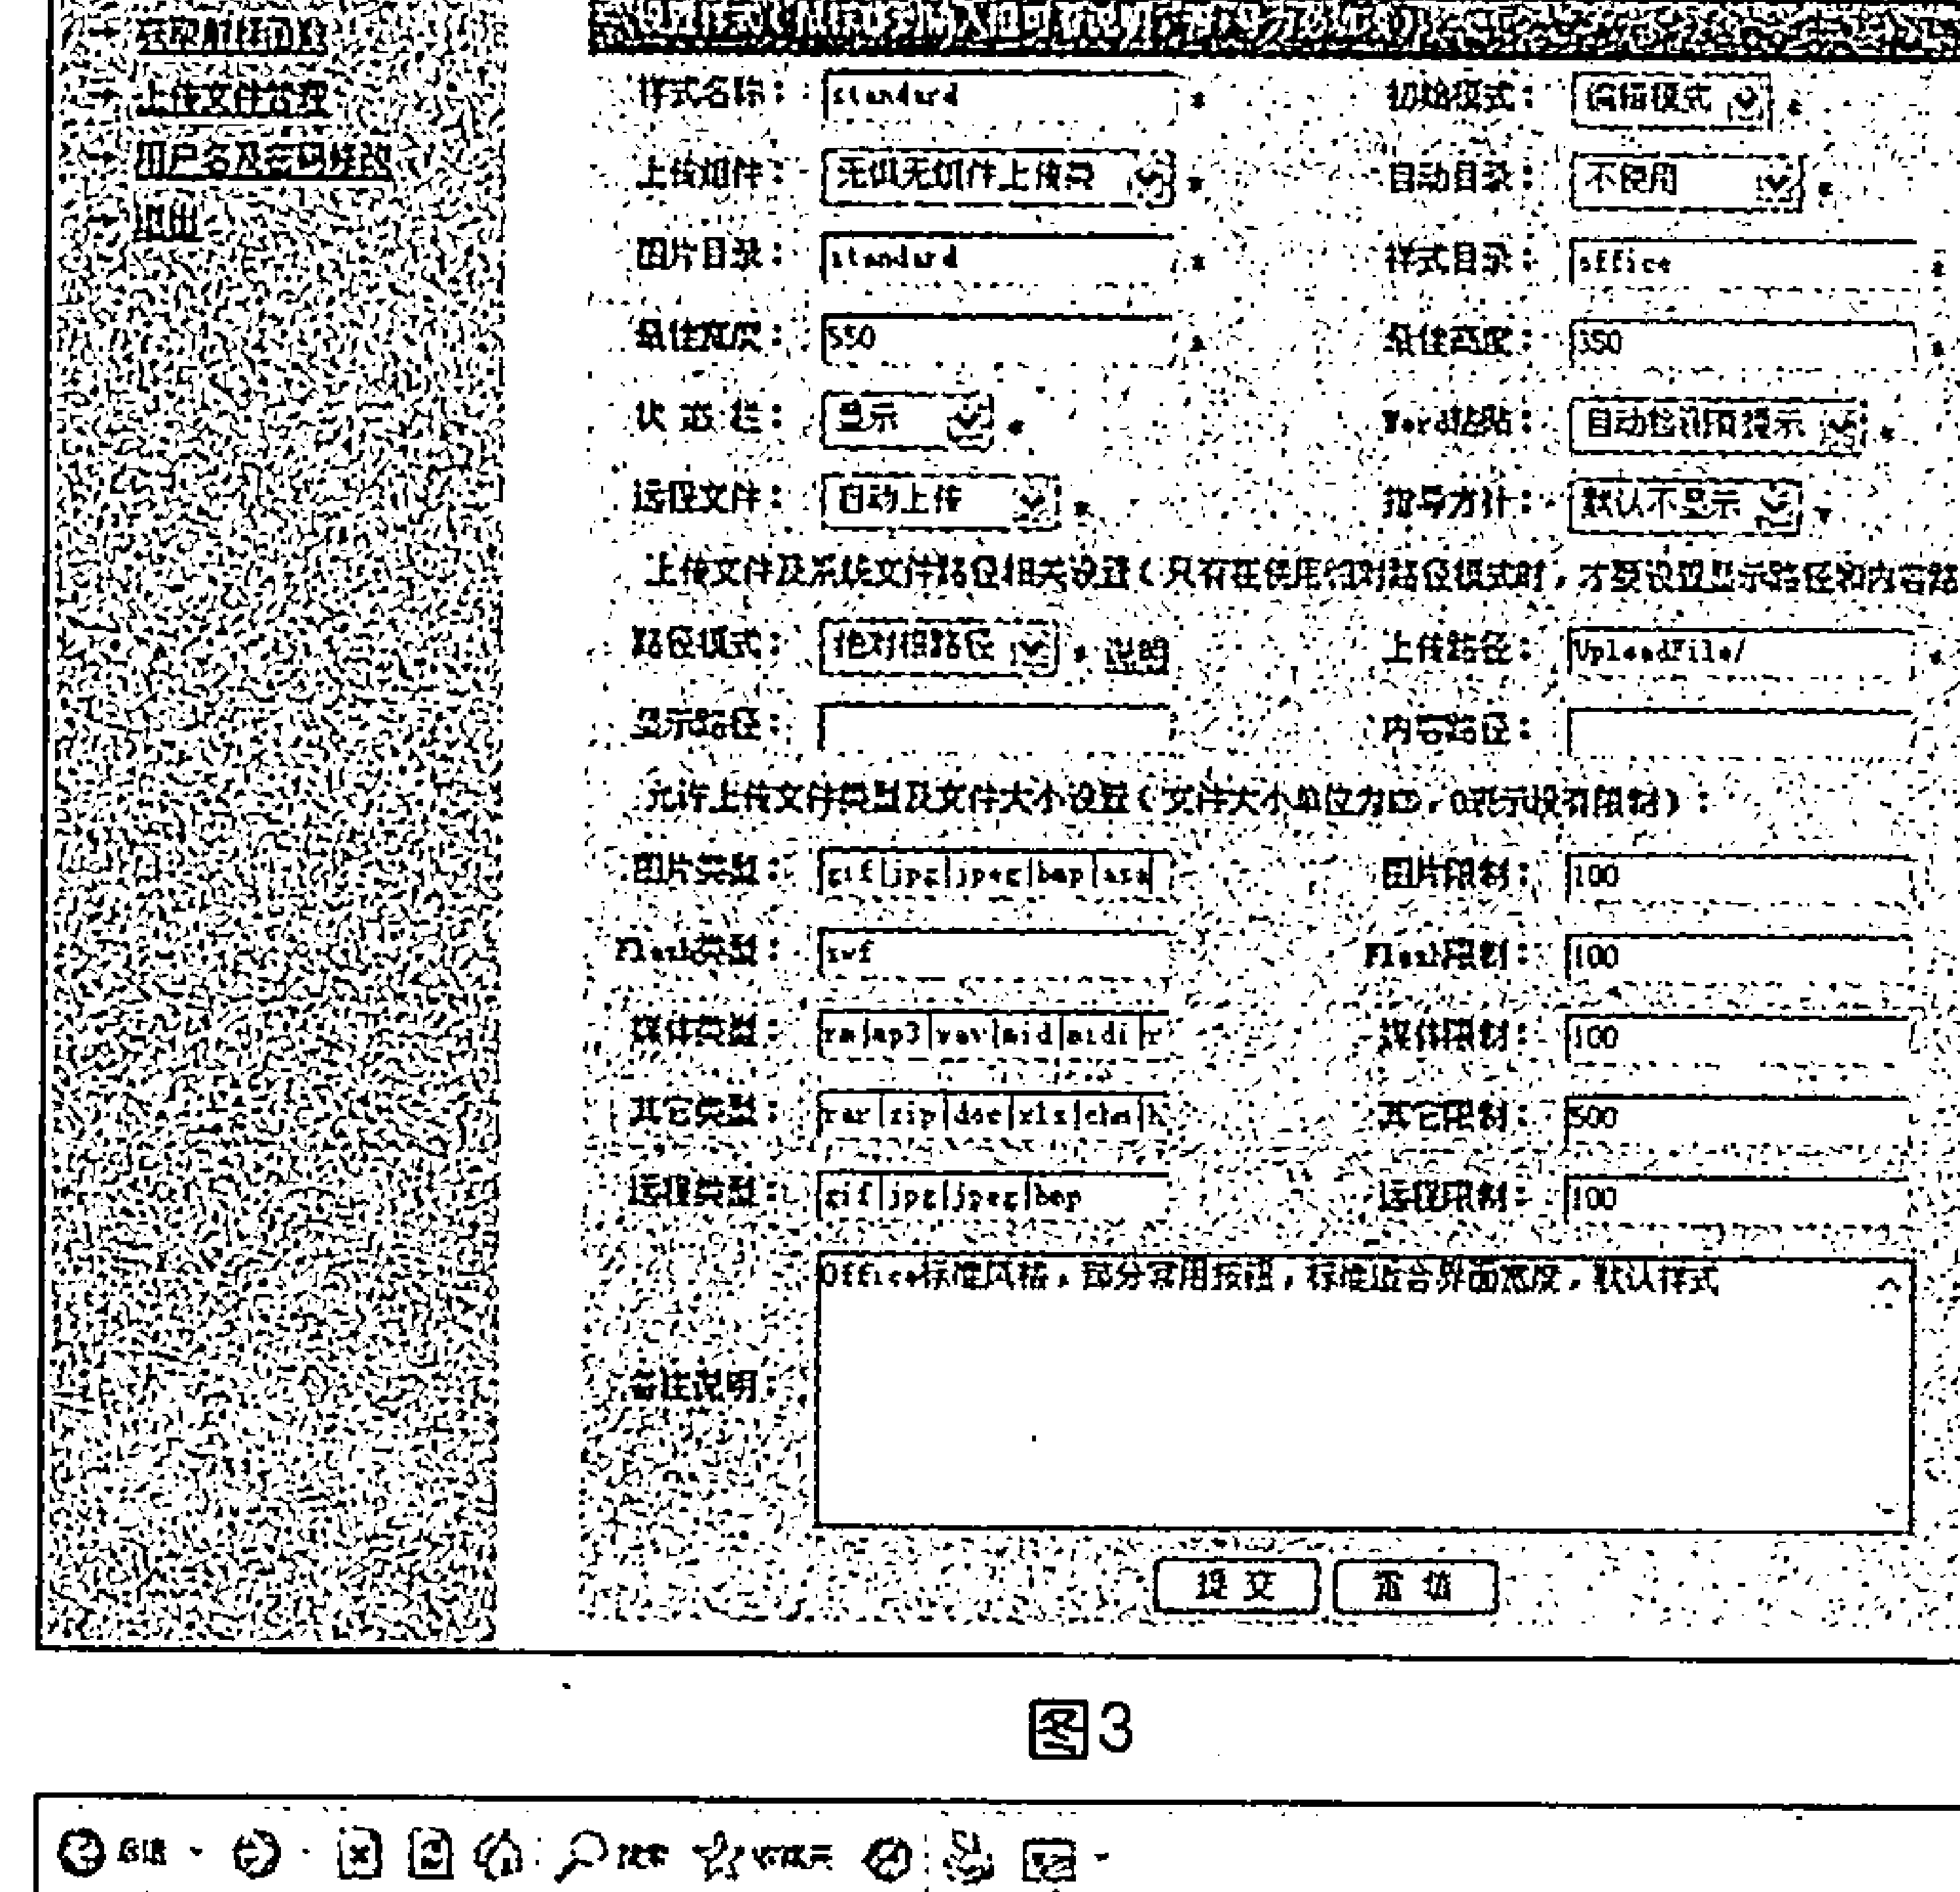 上传文件管理
用户名及密码修改
退出
样式名称： standard * 初始模式： 编辑模式 *
上传组件： 无惧无组件上传类 * 自动目录： 不使用 *
图片目录： standard * 样式目录： office *
最佳宽度： 550 * 最佳高度： 350 *
状态栏： 显示 * Word粘贴： 自动检测有提示 *
远程文件： 自动上传 * 指导方针： 默认不显示 *
上传文件及系统文件路径相关设置（只有在使用绝对路径模式时，才要设置显示路径和内容路
路径模式： 绝对根路径 * 说明 上传路径： UploadFile/ *
显示路径： 内容路径：
允许上传文件类型及文件大小设置（文件大小单位为KB，0表示没有限制）：
图片类型： gif|jpg|jpeg|bmp|asa| 图片限制： 100
Flash类型： swf Flash限制： 100
媒体类型： rm|mp3|wav|mid|midi|r 媒体限制： 100
其它类型： rar|zip|doc|xls|chm|h 其它限制： 500
远程类型： gif|jpg|jpeg|bmp 远程限制： 100
备注说明： Office标准风格，部分常用按钮，标准适合界面宽度，默认样式
提交 重填
图3
后退 搜索 收藏夹